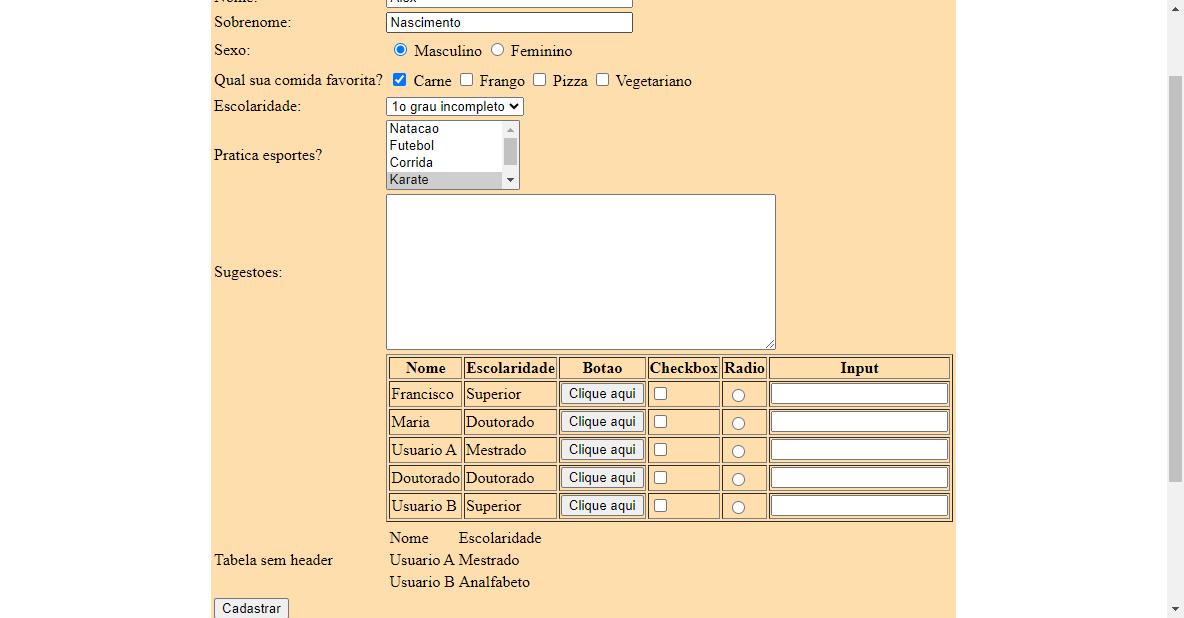 Nome: Alex
Sobrenome: Nascimento
Sexo: Masculino Feminino
Qual sua comida favorita? Carne Frango Pizza Vegetariano
Escolaridade: 1o grau incompleto
Natacao
Futebol
Pratica esportes?
Corrida
Karate
Sugestoes:
Nome Escolaridade Botao Checkbox Radio Input
Francisco Superior Clique aqui
Maria Doutorado Clique aqui
Usuario A Mestrado Clique aqui
Doutorado Doutorado Clique aqui
Usuario B Superior Clique aqui
Nome Escolaridade
Tabela sem header Usuario A Mestrado
Usuario B Analfabeto
Cadastrar